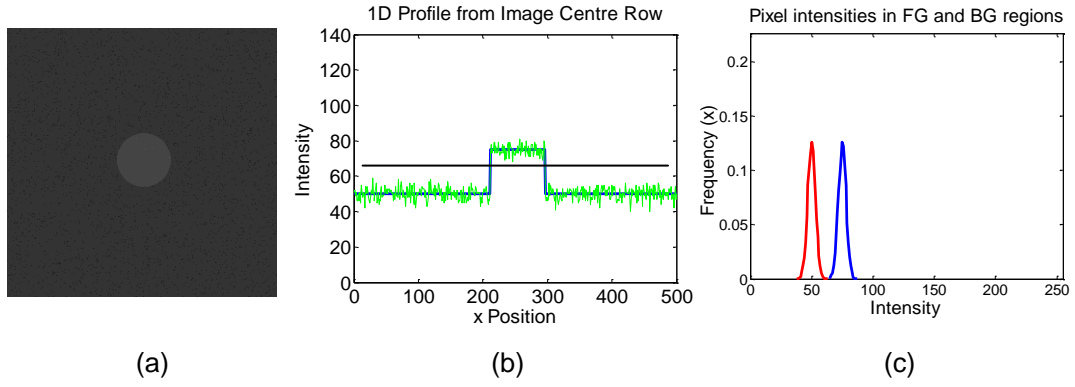 1D Profile from Image Centre Row
140
120
100
80
60
40
20
0
Intensity
0 100 200 300 400 500
x Position
Pixel intensities in FG and BG regions
0.2
0.15
0.1
0.05
0
Frequency (x)
0 50 100 150 200 250
Intensity
(a) (b) (c)